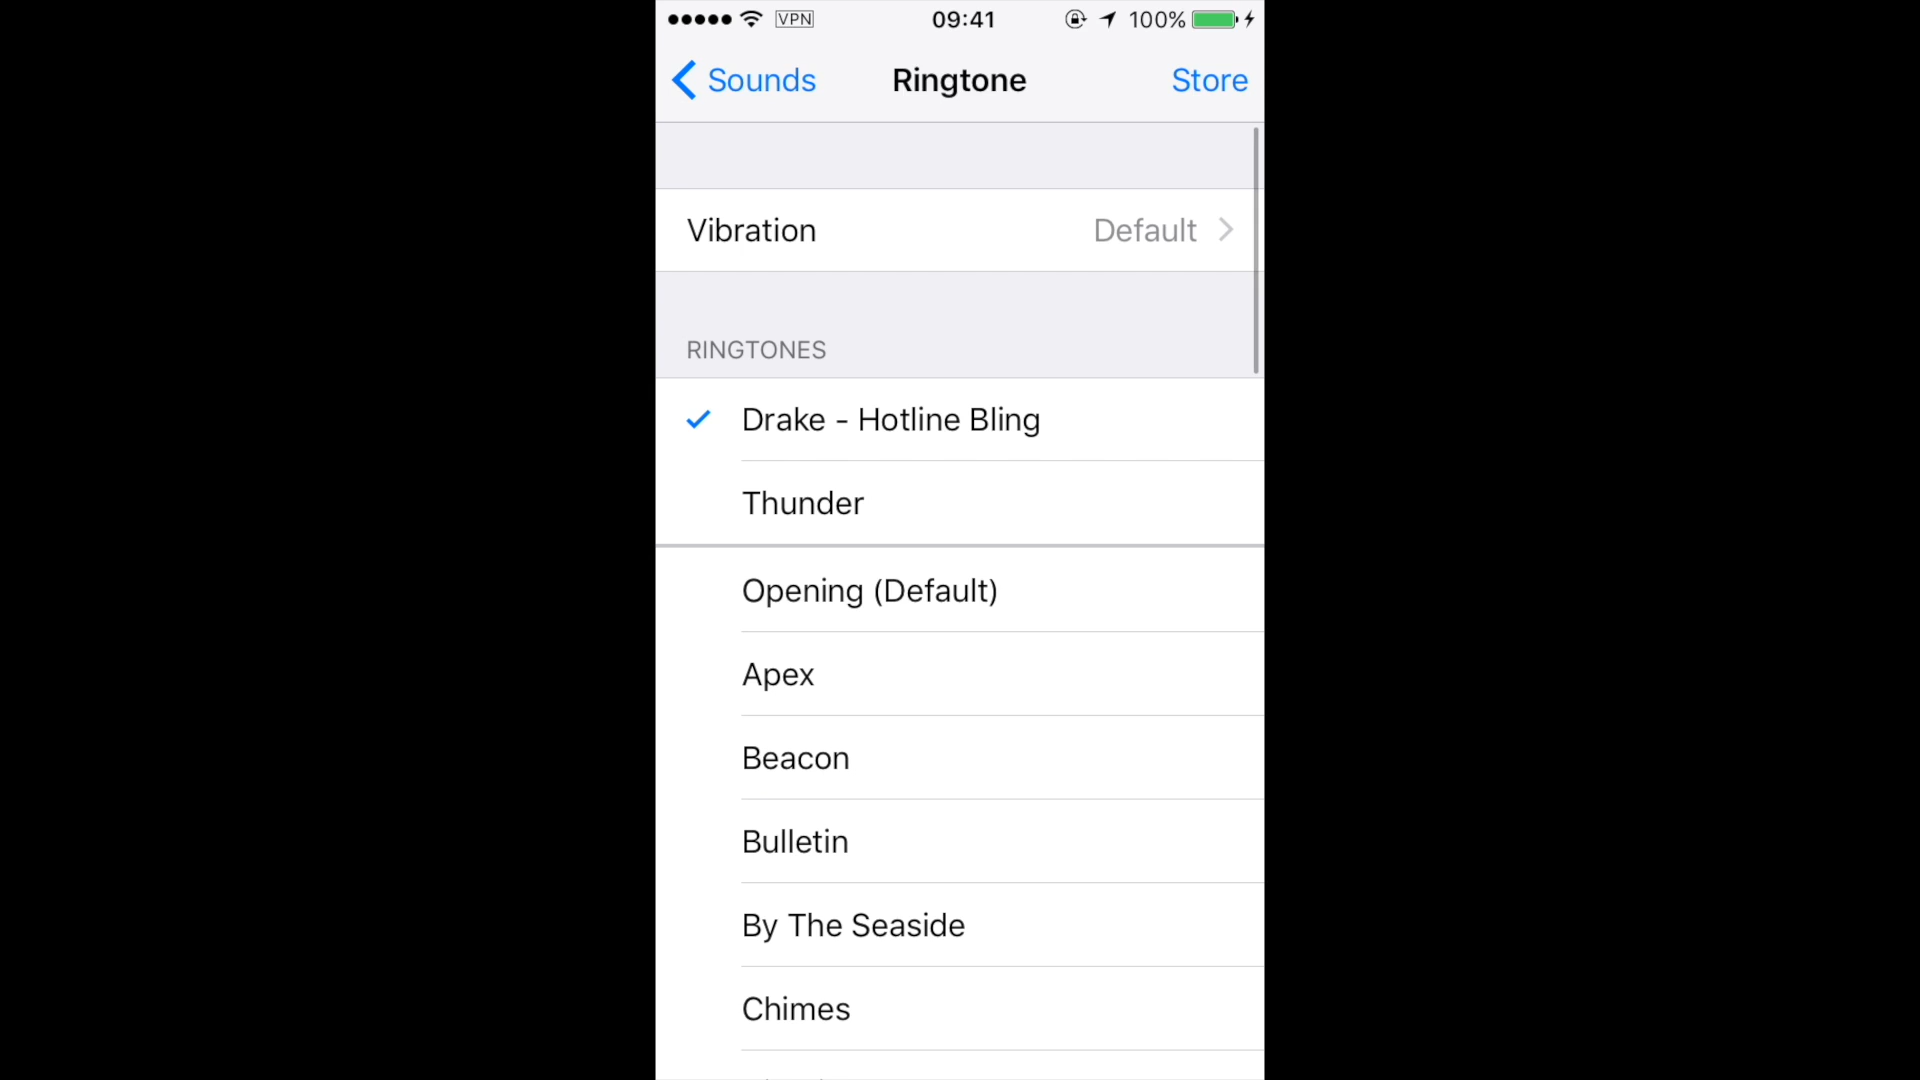 VPN 09:41 100%
Sounds Ringtone Store
Vibration Default
RINGTONES
Drake - Hotline Bling
Thunder
Opening (Default)
Apex
Beacon
Bulletin
By The Seaside
Chimes